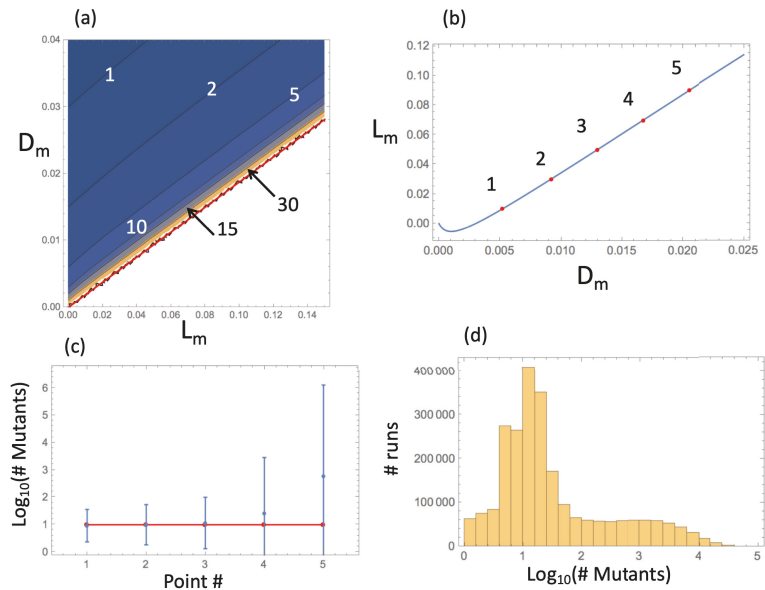 (a)
0.04
0.03
0.02
0.01
0.00
D_m
1
2
5
10
15
30
0.00 0.02 0.04 0.06 0.08 0.10 0.12 0.14
L_m
(b)
0.12
0.10
0.08
0.06
0.04
0.02
0.00
L_m
1
2
3
4
5
0.000 0.005 0.010 0.015 0.020 0.025
D_m
(c)
6
5
4
3
2
1
0
Log10(# Mutants)
1 2 3 4 5
Point #
(d)
400 000
300 000
200 000
100 000
0
# runs
0 1 2 3 4 5
Log10(# Mutants)